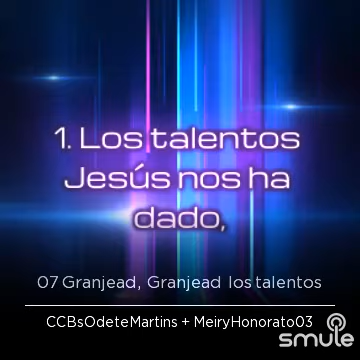 1. Los talentos
Jesús nos ha
dado,
07 Granjead, Granjead los talentos
CCBsOdeteMartins + MeiryHonorato03
smule